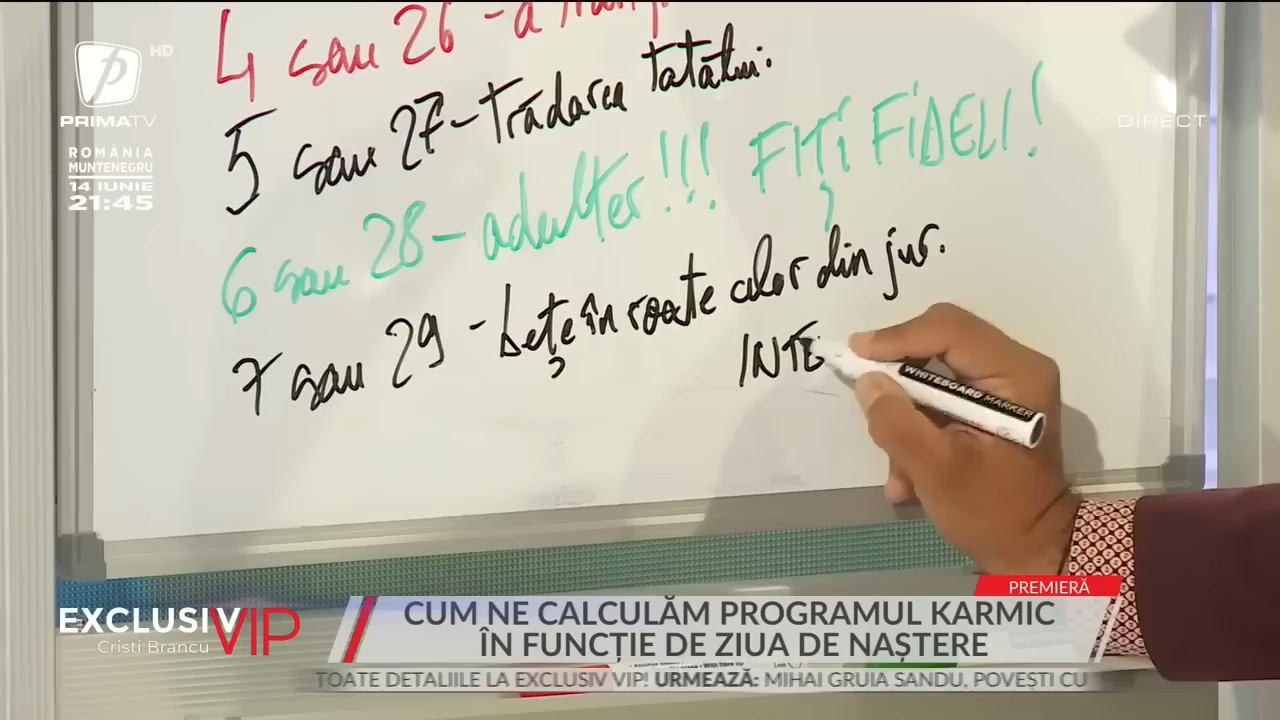 4 sau 26 - a
5 sau 27 - trădarea tatălui.
6 sau 28 - adulter!!! FIȚI FIDELI!
7 sau 29 - bețe în roate celor din jur.
INTE
WHITEBOARD MARKER
PRIMATV HD
ROMÂNIA
MUNTENEGRU
14 IUNIE
21:45
DIRECT
PREMIERĂ
EXCLUSIV VIP
Cristi Brancu
CUM NE CALCULĂM PROGRAMUL KARMIC
ÎN FUNCȚIE DE ZIUA DE NAȘTERE
TOATE DETALIILE LA EXCLUSIV VIP! URMEAZĂ: MIHAI GRUIA SANDU, POVEȘTI CU